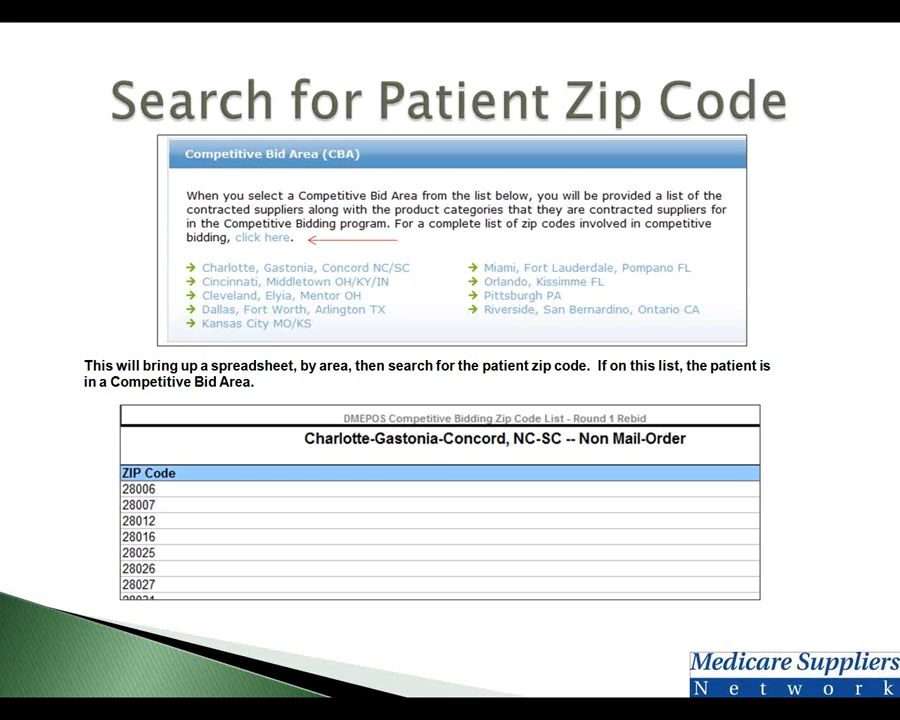 Search for Patient Zip Code
Competitive Bid Area (CBA)
When you select a Competitive Bid Area from the list below, you will be provided a list of the
contracted suppliers along with the product categories that they are contracted suppliers for
in the Competitive Bidding program. For a complete list of zip codes involved in competitive
bidding, click here.
Charlotte, Gastonia, Concord NC/SC
Cincinnati, Middletown OH/KY/IN
Cleveland, Elyia, Mentor OH
Dallas, Fort Worth, Arlington TX
Kansas City MO/KS
Miami, Fort Lauderdale, Pompano FL
Orlando, Kissimme FL
Pittsburgh PA
Riverside, San Bernardino, Ontario CA
This will bring up a spreadsheet, by area, then search for the patient zip code. If on this list, the patient is
in a Competitive Bid Area.
DMEPOS Competitive Bidding Zip Code List - Round 1 Rebid
Charlotte-Gastonia-Concord, NC-SC -- Non Mail-Order
ZIP Code
28006
28007
28012
28016
28025
28026
28027
Medicare Suppliers
Network